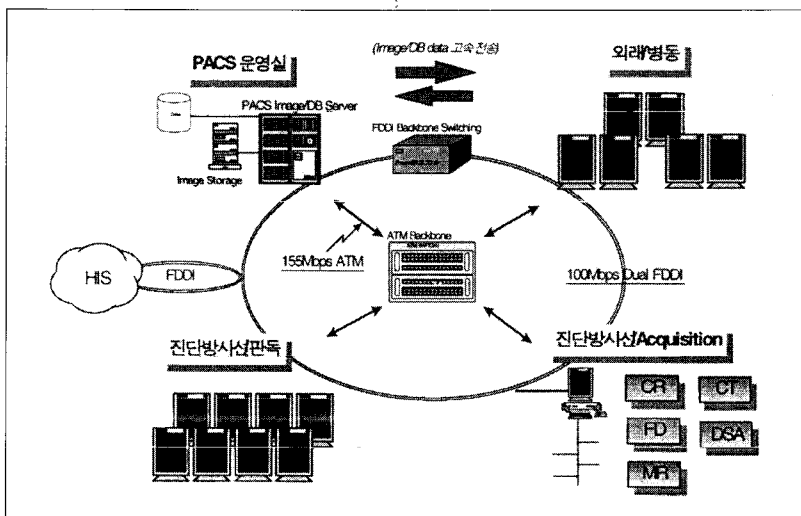 PACS 운영실
(Image/DB data 고속 전송)
외래/병동
PACS Image/DB Server
FDDI Backbone Switching
Image Storage
ATM Backbone
155Mbps ATM
HIS
FDDI
100Mbps Dual FDDI
진단방사선/판독
진단방사선/Acquisition
CR
CT
FD
DSA
MR